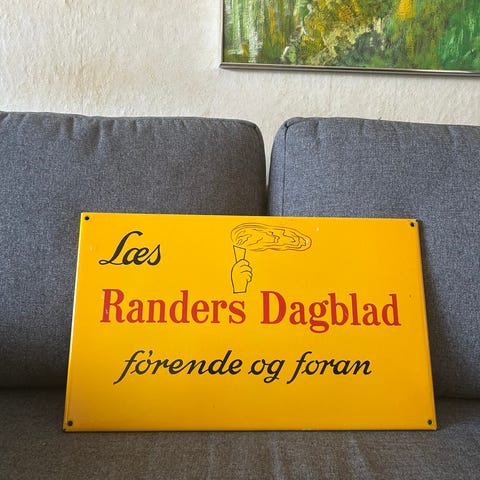 Læs
Randers Dagblad
førende og foran